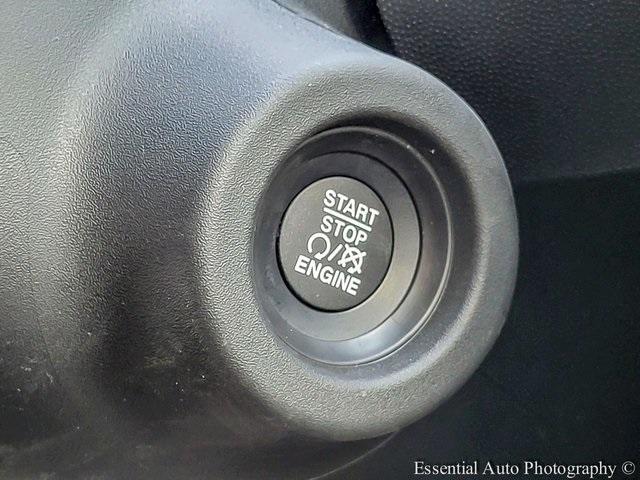 START
STOP
/
ENGINE
Essential Auto Photography ©